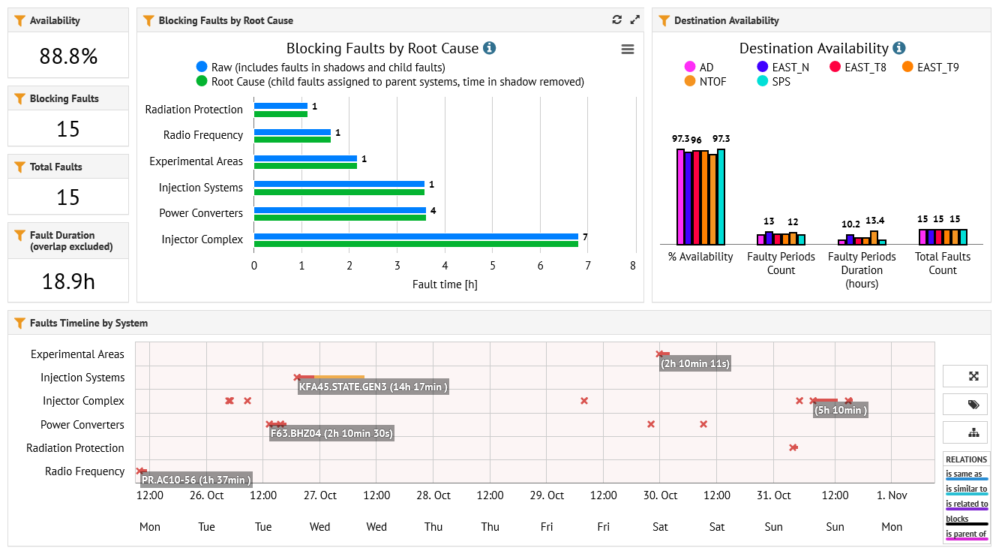 Availability
88.8%
Blocking Faults
15
Total Faults
15
Fault Duration
(overlap excluded)
18.9h
Blocking Faults by Root Cause
Blocking Faults by Root Cause
Raw (includes faults in shadows and child faults)
Root Cause (child faults assigned to parent systems, time in shadow removed)
Radiation Protection 1
Radio Frequency 1
Experimental Areas 1
Injection Systems 1
Power Converters 4
Injector Complex 7
0 1 2 3 4 5 6 7 8
Fault time [h]
Destination Availability
Destination Availability
AD EAST_N EAST_T8 EAST_T9
NTOF SPS
97.3 96 97.3
13 12
10.2 13.4
15 15 15
% Availability
Faulty Periods
Count
Faulty Periods
Duration
(hours)
Total Faults
Count
Faults Timeline by System
Experimental Areas
(2h 10min 11s)
Injection Systems
KFA45.STATE.GEN3 (14h 17min )
Injector Complex
(5h 10min )
Power Converters
F63.BHZ04 (2h 10min 30s)
Radiation Protection
Radio Frequency
PR.AC10-56 (1h 37min )
12:00 26. Oct 12:00 27. Oct 12:00 28. Oct 12:00 29. Oct 12:00 30. Oct 12:00 31. Oct 12:00 1. Nov
Mon Tue Tue Wed Wed Thu Thu Fri Fri Sat Sat Sun Sun Mon
RELATIONS
is same as
is similar to
is related to
blocks
is parent of